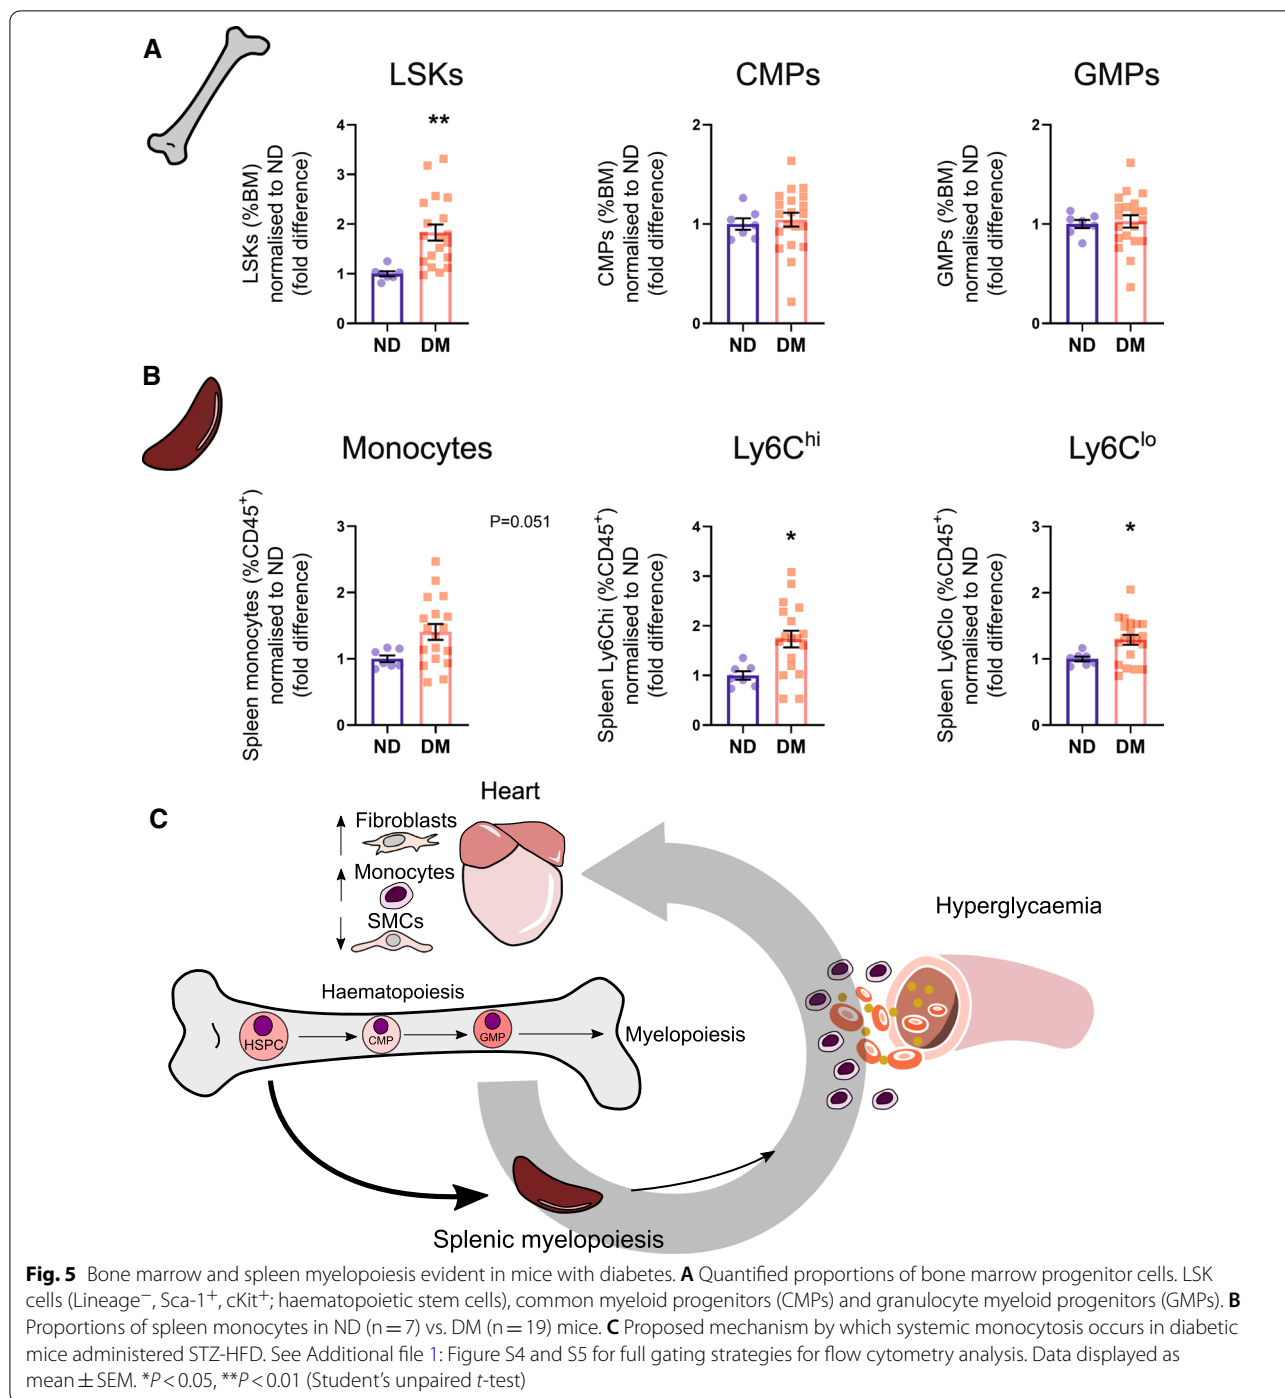 A
LSKs
CMPs
GMPs
LSKs (%BM)
normalised to ND
(fold difference)
4
3
2
1
0
**
ND DM
CMPs (%BM)
normalised to ND
(fold difference)
2
1
0
ND DM
GMPs (%BM)
normalised to ND
(fold difference)
2
1
0
ND DM
B
Monocytes
Ly6C^hi
Ly6C^lo
Spleen monocytes (%CD45⁺)
normalised to ND
(fold difference)
3
2
1
0
P=0.051
ND DM
Spleen Ly6Chi (%CD45⁺)
normalised to ND
(fold difference)
4
3
2
1
0
*
ND DM
Spleen Ly6Clo (%CD45⁺)
normalised to ND
(fold difference)
3
2
1
0
*
ND DM
C
Heart
Fibroblasts
Monocytes
SMCs
Hyperglycaemia
Haematopoiesis
HSPC
CMP
GMP
Myelopoiesis
Splenic myelopoiesis
Fig. 5 Bone marrow and spleen myelopoiesis evident in mice with diabetes. A Quantified proportions of bone marrow progenitor cells. LSK
cells (Lineage⁻, Sca-1⁺, cKit⁺; haematopoietic stem cells), common myeloid progenitors (CMPs) and granulocyte myeloid progenitors (GMPs). B
Proportions of spleen monocytes in ND (n = 7) vs. DM (n = 19) mice. C Proposed mechanism by which systemic monocytosis occurs in diabetic
mice administered STZ-HFD. See Additional file 1: Figure S4 and S5 for full gating strategies for flow cytometry analysis. Data displayed as
mean ± SEM. *P < 0.05, **P < 0.01 (Student's unpaired t-test)